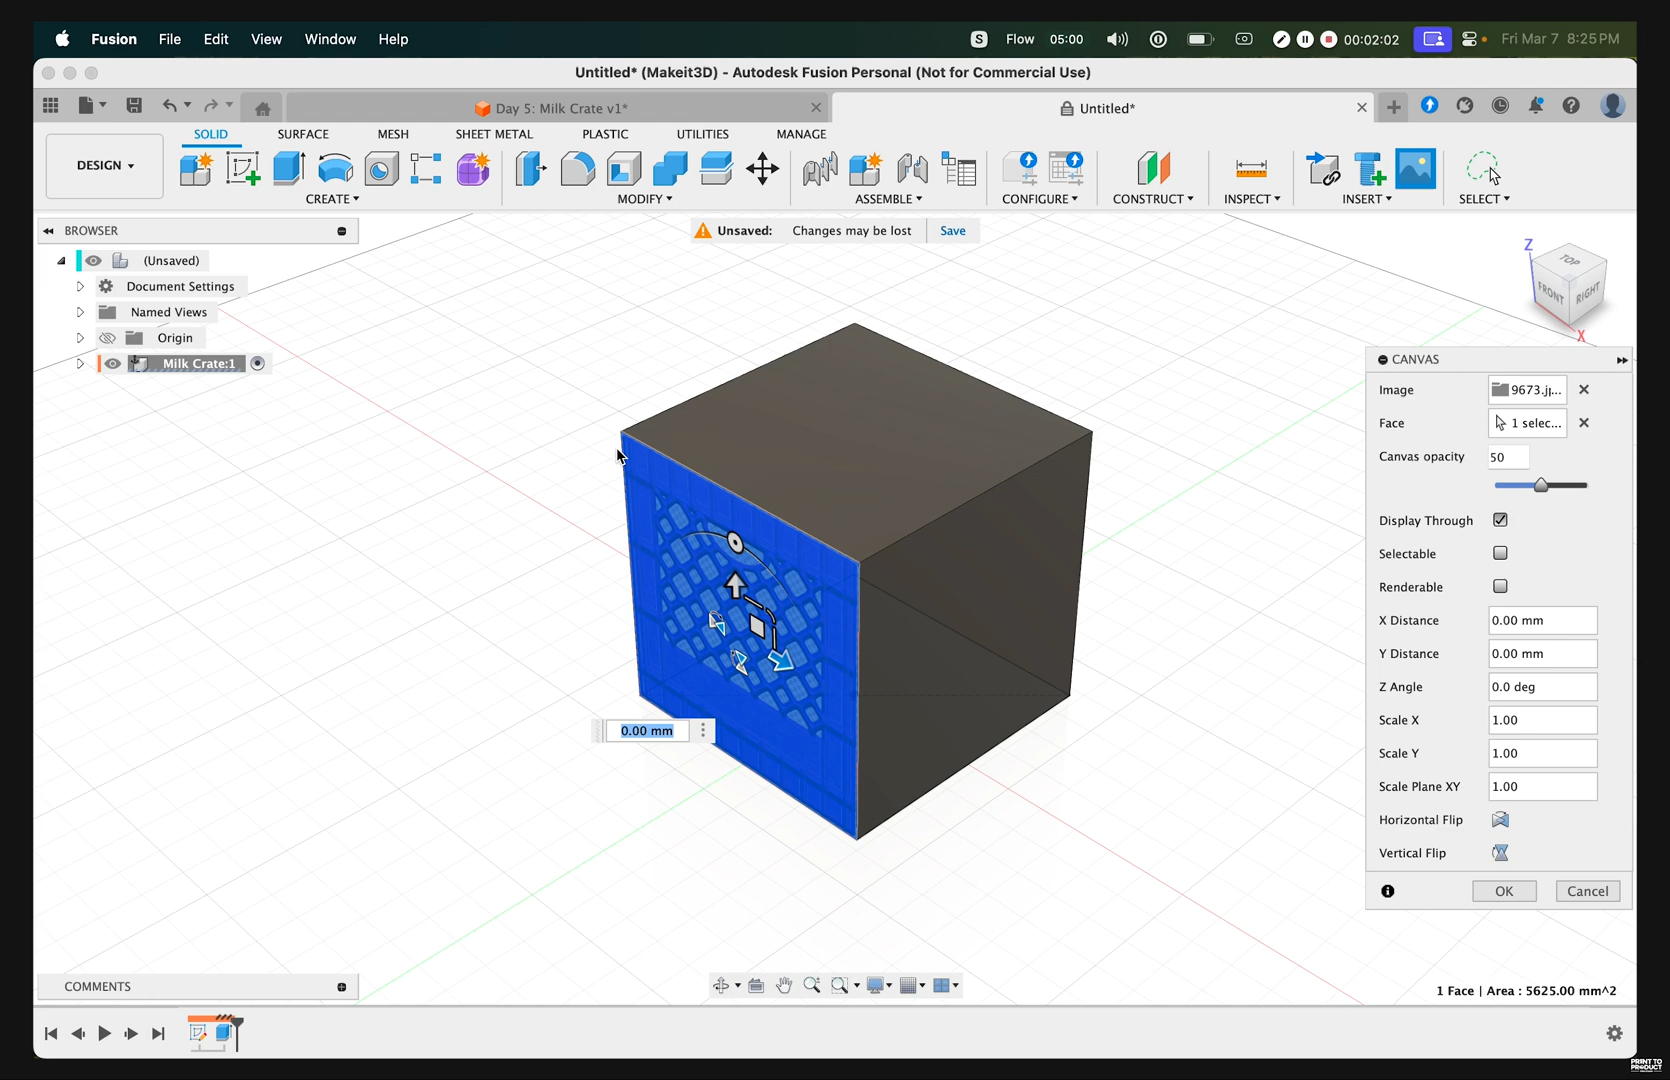 Fusion File Edit View Window Help S Flow 05:00 00:02:02 Fri Mar 7 8:25 PM
Untitled* (Makeit3D) - Autodesk Fusion Personal (Not for Commercial Use)
Day 5: Milk Crate v1* Untitled*
SOLID SURFACE MESH SHEET METAL PLASTIC UTILITIES MANAGE
DESIGN
CREATE MODIFY ASSEMBLE CONFIGURE CONSTRUCT INSPECT INSERT SELECT
BROWSER
Unsaved: Changes may be lost Save
(Unsaved)
Document Settings
Named Views
Origin
Milk Crate:1
Z
TOP
FRONT RIGHT
X
CANVAS
Image 9673.j...
Face 1 selec...
Canvas opacity 50
Display Through
Selectable
Renderable
X Distance 0.00 mm
Y Distance 0.00 mm
Z Angle 0.0 deg
Scale X 1.00
Scale Y 1.00
Scale Plane XY 1.00
Horizontal Flip
Vertical Flip
OK Cancel
0.00 mm
COMMENTS
1 Face | Area : 5625.00 mm^2
PRINT TO
PRODUCT